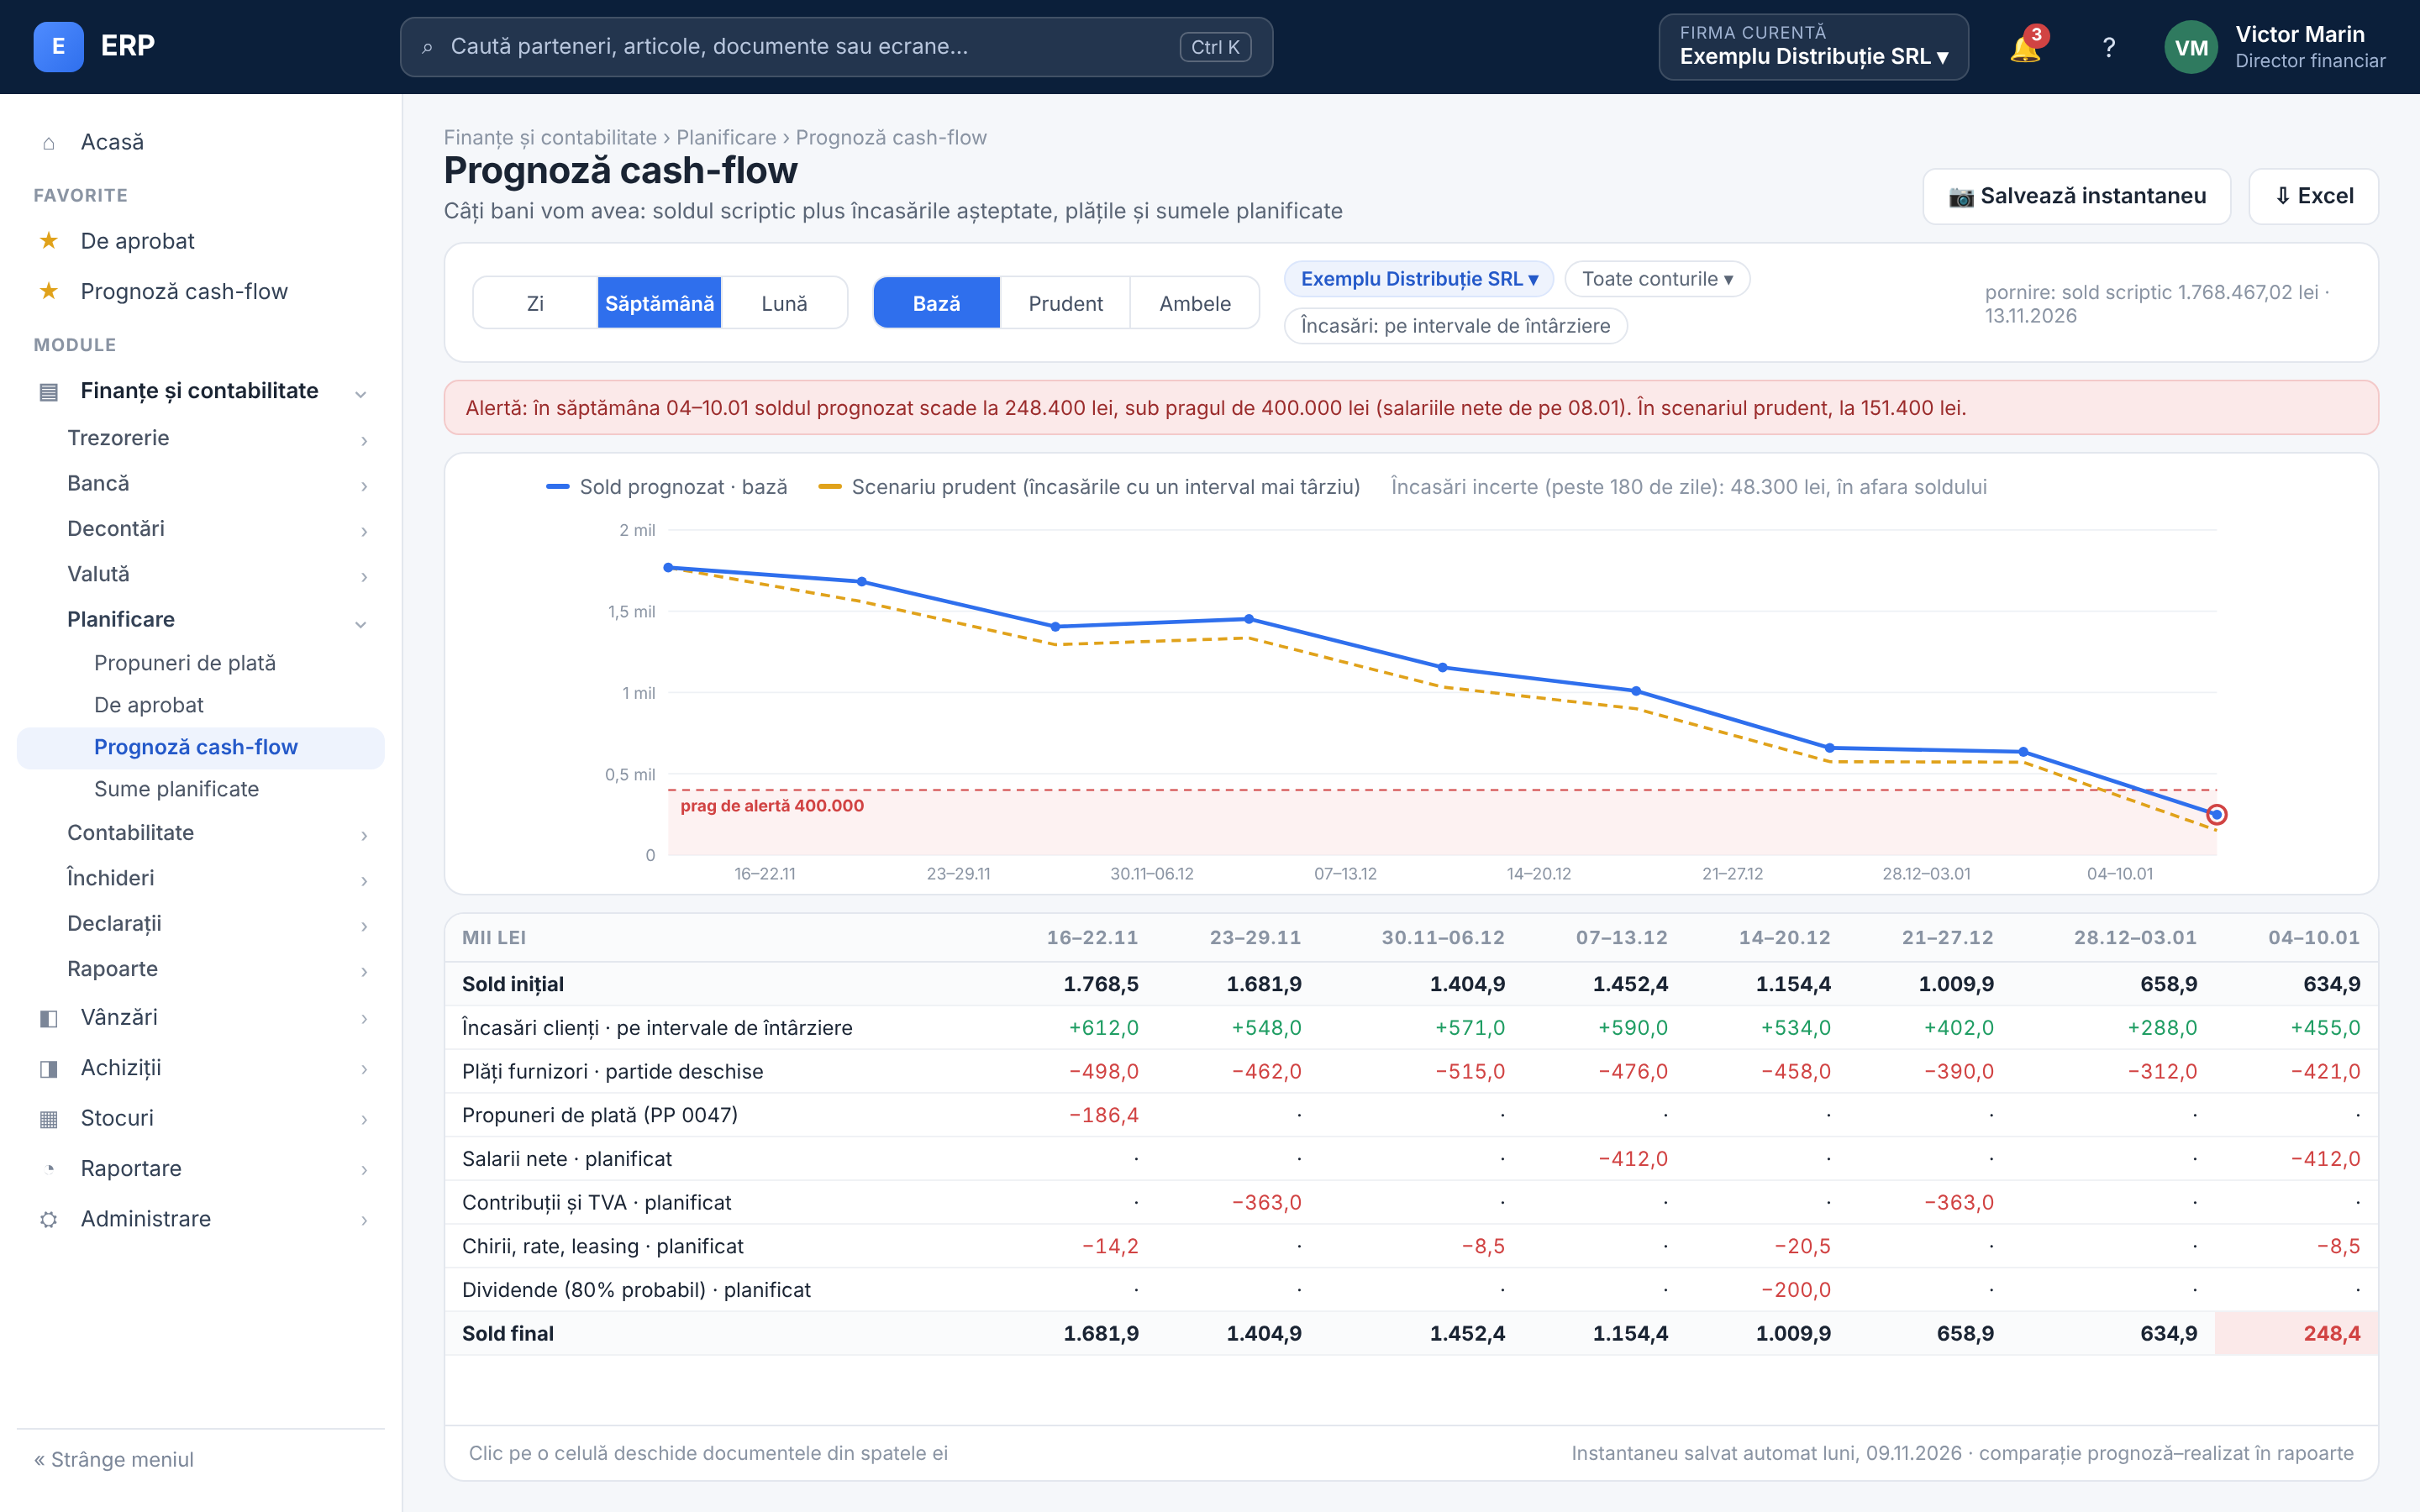 E ERP
Caută parteneri, articole, documente sau ecrane... Ctrl K
FIRMA CURENTĂ
Exemplu Distribuție SRL ▾
3
?
VM
Victor Marin
Director financiar
Acasă
FAVORITE
★ De aprobat
★ Prognoză cash-flow
MODULE
Finanțe și contabilitate
Trezorerie
Bancă
Decontări
Valută
Planificare
Propuneri de plată
De aprobat
Prognoză cash-flow
Sume planificate
Contabilitate
Închideri
Declarații
Rapoarte
Vânzări
Achiziții
Stocuri
Raportare
Administrare
« Strânge meniul
Finanțe și contabilitate › Planificare › Prognoză cash-flow
Prognoză cash-flow
Câți bani vom avea: soldul scriptic plus încasările așteptate, plățile și sumele planificate
📷 Salvează instantaneu
⇩ Excel
Zi Săptămână Lună
Bază Prudent Ambele
Exemplu Distribuție SRL ▾ Toate conturile ▾
Încasări: pe intervale de întârziere
pornire: sold scriptic 1.768.467,02 lei ·
13.11.2026
Alertă: în săptămâna 04–10.01 soldul prognozat scade la 248.400 lei, sub pragul de 400.000 lei (salariile nete de pe 08.01). În scenariul prudent, la 151.400 lei.
Sold prognozat · bază Scenariu prudent (încasările cu un interval mai târziu) Încasări incerte (peste 180 de zile): 48.300 lei, în afara soldului
2 mil
1,5 mil
1 mil
0,5 mil
prag de alertă 400.000
0
16–22.11 23–29.11 30.11–06.12 07–13.12 14–20.12 21–27.12 28.12–03.01 04–10.01
MII LEI 16–22.11 23–29.11 30.11–06.12 07–13.12 14–20.12 21–27.12 28.12–03.01 04–10.01
Sold inițial 1.768,5 1.681,9 1.404,9 1.452,4 1.154,4 1.009,9 658,9 634,9
Încasări clienți · pe intervale de întârziere +612,0 +548,0 +571,0 +590,0 +534,0 +402,0 +288,0 +455,0
Plăți furnizori · partide deschise −498,0 −462,0 −515,0 −476,0 −458,0 −390,0 −312,0 −421,0
Propuneri de plată (PP 0047) −186,4 · · · · · · ·
Salarii nete · planificat · · · −412,0 · · · −412,0
Contribuții și TVA · planificat · −363,0 · · · −363,0 · ·
Chirii, rate, leasing · planificat −14,2 · −8,5 · −20,5 · · −8,5
Dividende (80% probabil) · planificat · · · · −200,0 · · ·
Sold final 1.681,9 1.404,9 1.452,4 1.154,4 1.009,9 658,9 634,9 248,4
Clic pe o celulă deschide documentele din spatele ei
Instantaneu salvat automat luni, 09.11.2026 · comparație prognoză–realizat în rapoarte